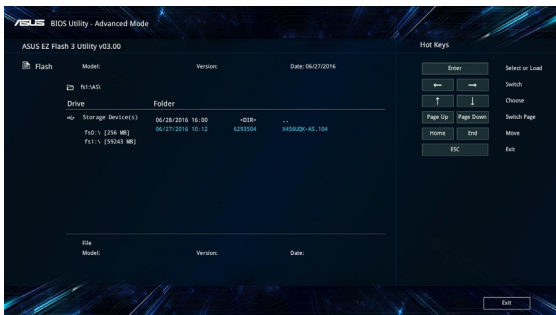 ASUS BIOS Utility - Advanced Mode
ASUS EZ Flash 3 Utility v03.00
Hot Keys
Flash Model: Version: Date: 06/27/2016
fs1:\AS\
Drive Folder
Storage Device(s) 06/28/2016 16:00 <DIR> ..
06/27/2016 10:12 6293504 X456UQK-AS.104
fs0:\ [256 MB]
fs1:\ [59243 MB]
File
Model: Version: Date:
Enter Select or Load
← → Switch
↑ ↓ Choose
Page Up Page Down Switch Page
Home End Move
ESC Exit
Exit